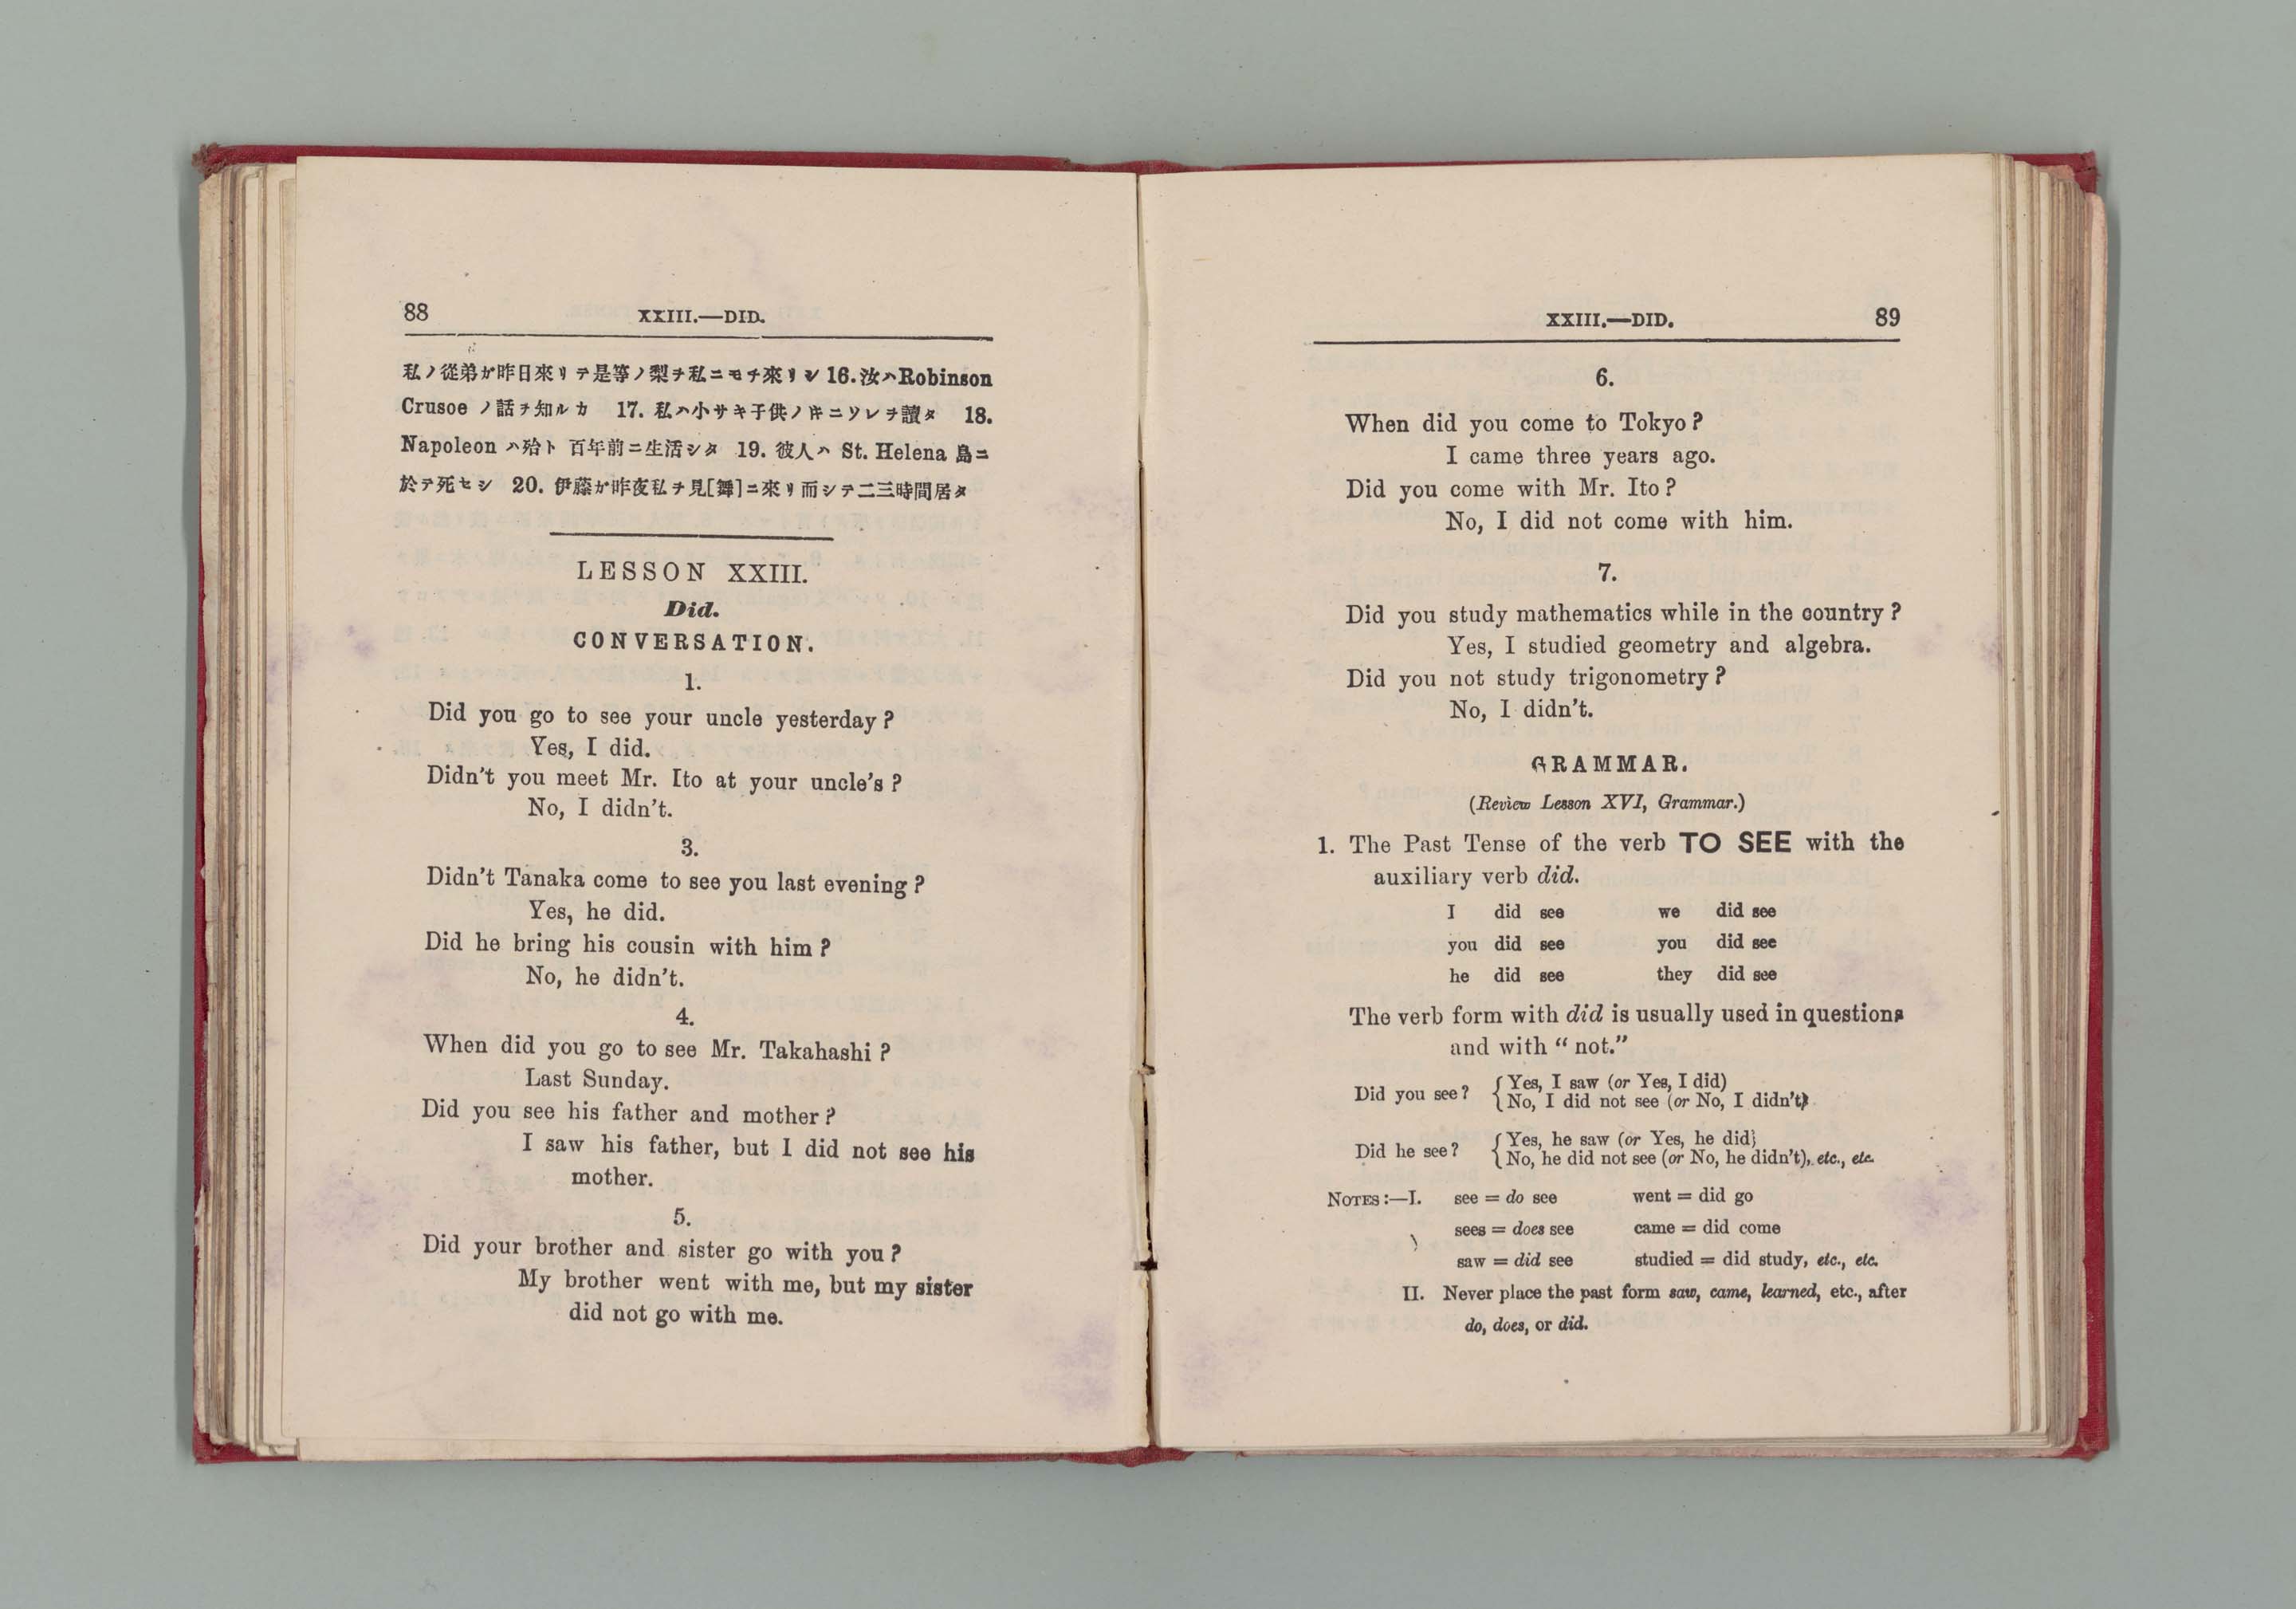 88
XXIII.—DID.
私ノ從弟ガ昨日來リテ是等ノ梨ヲ私ニモチ來リシ 16. 汝ハ Robinson
Crusoe ノ話ヲ知ルカ 17. 私ハ小サキ子供ノキニソレヲ讀タ 18.
Napoleon ハ殆ト 百年前ニ生活シタ 19. 彼人ハ St. Helena 島ニ
於テ死セシ 20. 伊藤ガ昨夜私ヲ見[舞]ニ來リ而シテ二三時間居タ
LESSON XXIII.
Did.
CONVERSATION.
1.
Did you go to see your uncle yesterday?
Yes, I did.
Didn't you meet Mr. Ito at your uncle's?
No, I didn't.
3.
Didn't Tanaka come to see you last evening?
Yes, he did.
Did he bring his cousin with him?
No, he didn't.
4.
When did you go to see Mr. Takahashi?
Last Sunday.
Did you see his father and mother?
I saw his father, but I did not see his
mother.
5.
Did your brother and sister go with you?
My brother went with me, but my sister
did not go with me.
XXIII.—DID.
89
6.
When did you come to Tokyo?
I came three years ago.
Did you come with Mr. Ito?
No, I did not come with him.
7.
Did you study mathematics while in the country?
Yes, I studied geometry and algebra.
Did you not study trigonometry?
No, I didn't.
GRAMMAR.
(Review Lesson XVI, Grammar.)
1. The Past Tense of the verb TO SEE with the
auxiliary verb did.
I did see we did see
you did see you did see
he did see they did see
The verb form with did is usually used in questions
and with "not."
Did you see? { Yes, I saw (or Yes, I did)
No, I did not see (or No, I didn't)
Did he see? { Yes, he saw (or Yes, he did)
No, he did not see (or No, he didn't), etc., etc.
NOTES:—I. see = do see went = did go
sees = does see came = did come
saw = did see studied = did study, etc., etc.
II. Never place the past form saw, came, learned, etc., after
do, does, or did.